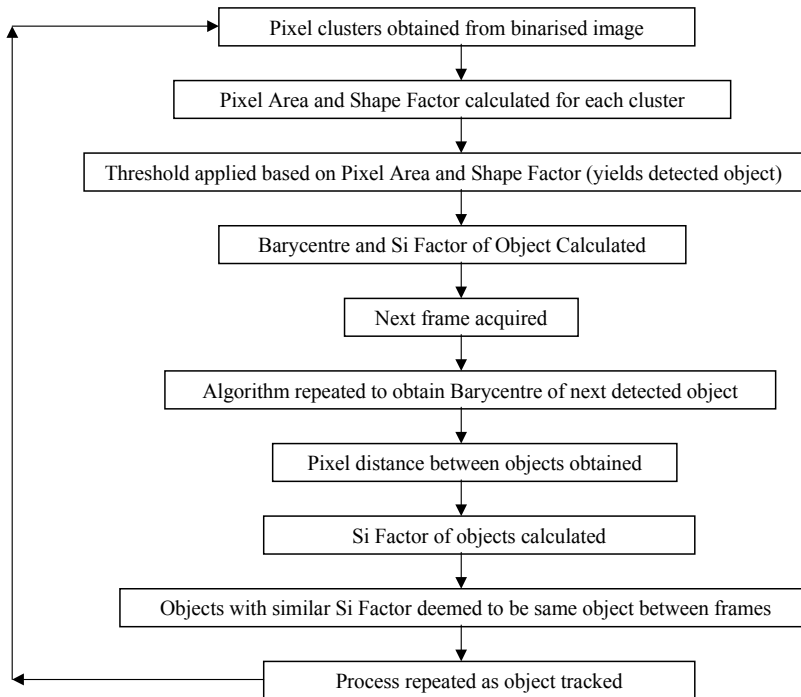 Pixel clusters obtained from binarised image
Pixel Area and Shape Factor calculated for each cluster
Threshold applied based on Pixel Area and Shape Factor (yields detected object)
Barycentre and Si Factor of Object Calculated
Next frame acquired
Algorithm repeated to obtain Barycentre of next detected object
Pixel distance between objects obtained
Si Factor of objects calculated
Objects with similar Si Factor deemed to be same object between frames
Process repeated as object tracked